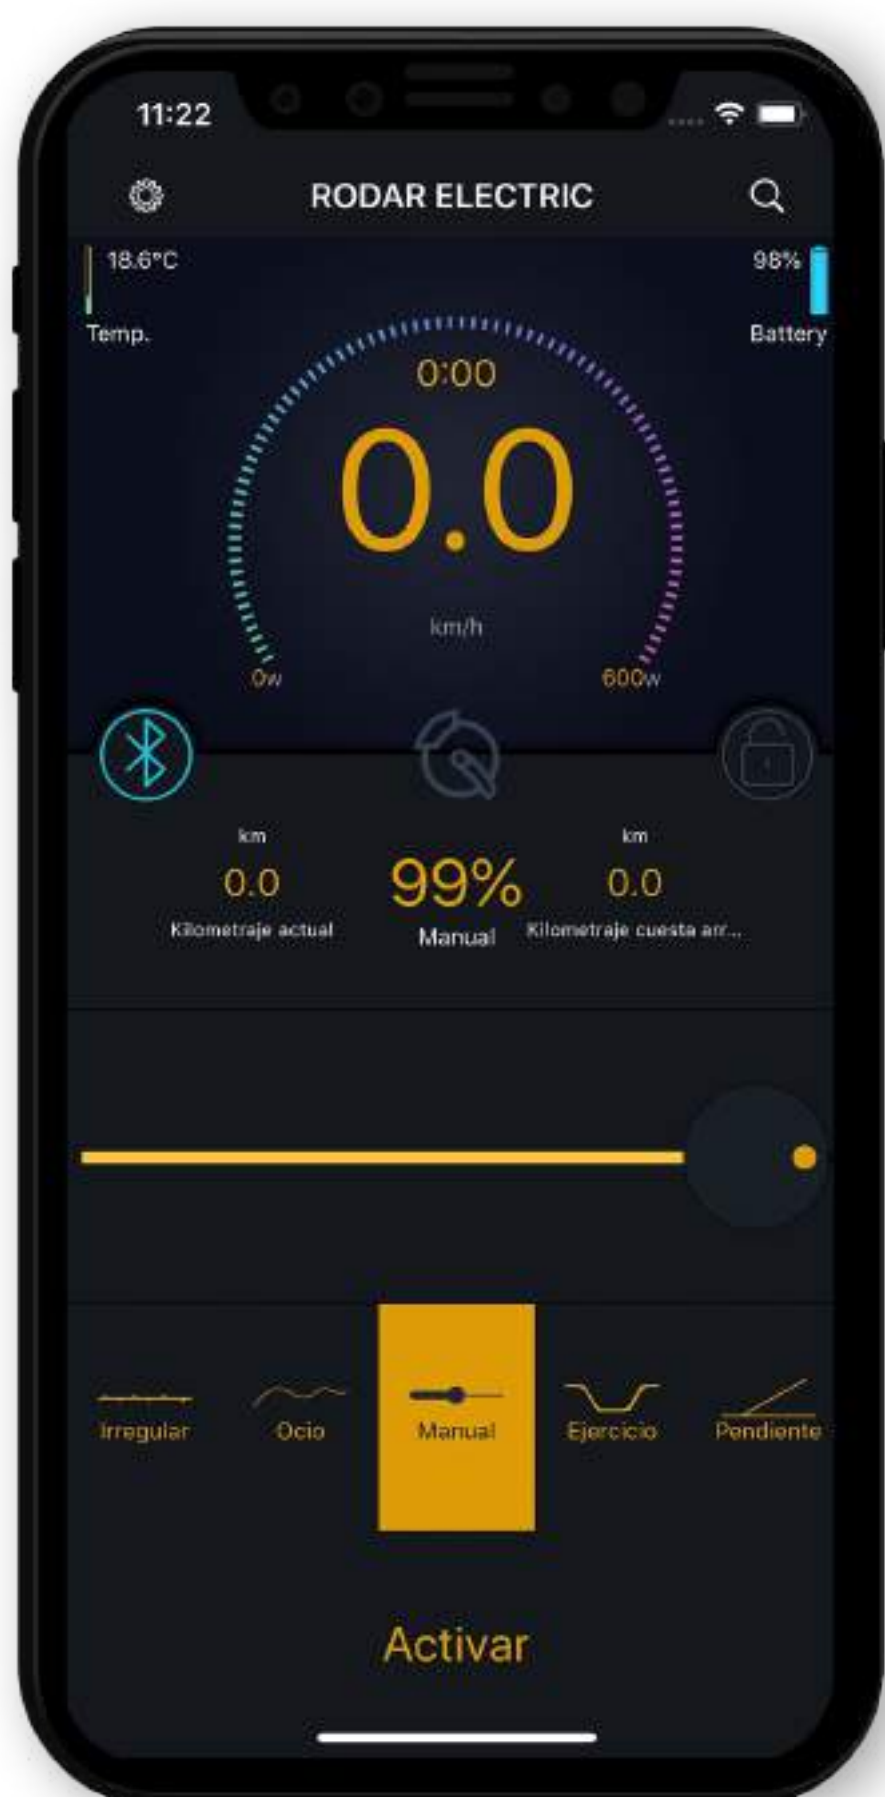 11:22
RODAR ELECTRIC
18.6°C
98%
Temp.
Battery
0:00
0.0
km/h
0w
600w
km
km
0.0
99%
0.0
Kilometraje actual
Manual
Kilometraje cuesta arr...
Irregular
Ocio
Manual
Ejercicio
Pendiente
Activar